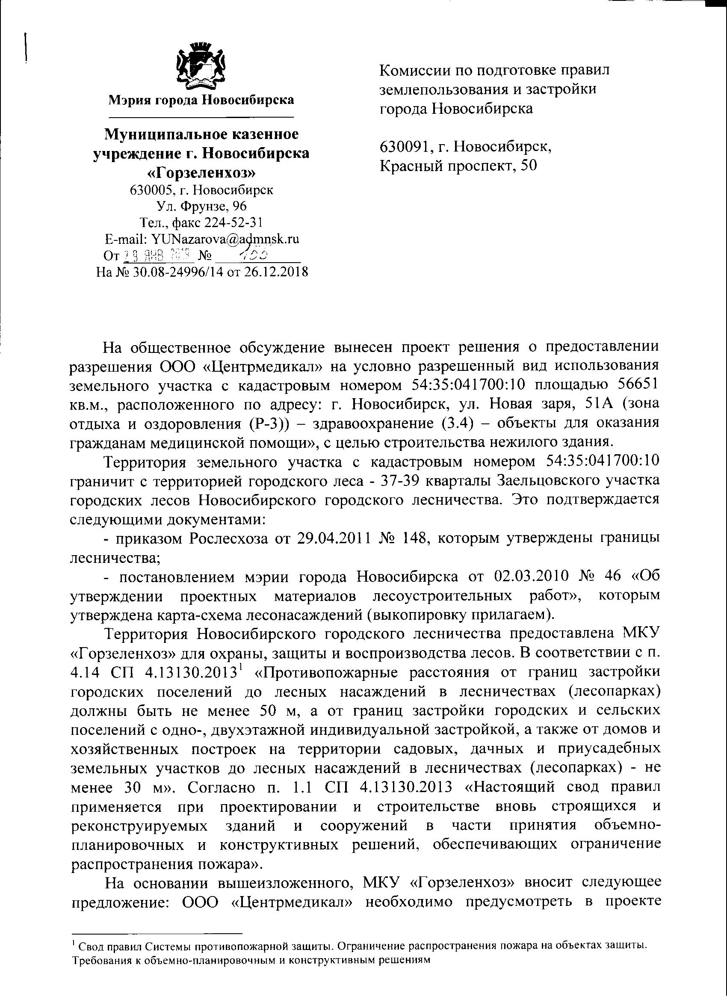 Мэрия города Новосибирска
Муниципальное казенное
учреждение г. Новосибирска
«Горзеленхоз»
630005, г. Новосибирск
Ул. Фрунзе, 96
Тел., факс 224-52-31
E-mail: YUNazarova@admnsk.ru
От 29 ЯНВ 2019 №
На № 30.08-24996/14 от 26.12.2018
Комиссии по подготовке правил
землепользования и застройки
города Новосибирска
630091, г. Новосибирск,
Красный проспект, 50
На общественное обсуждение вынесен проект решения о предоставлении
разрешения ООО «Центрмедикал» на условно разрешенный вид использования
земельного участка с кадастровым номером 54:35:041700:10 площадью 56651
кв.м., расположенного по адресу: г. Новосибирск, ул. Новая заря, 51А (зона
отдыха и оздоровления (Р-3)) – здравоохранение (3.4) – объекты для оказания
гражданам медицинской помощи», с целью строительства нежилого здания.
Территория земельного участка с кадастровым номером 54:35:041700:10
граничит с территорией городского леса - 37-39 кварталы Заельцовского участка
городских лесов Новосибирского городского лесничества. Это подтверждается
следующими документами:
- приказом Рослесхоза от 29.04.2011 № 148, которым утверждены границы
лесничества;
- постановлением мэрии города Новосибирска от 02.03.2010 № 46 «Об
утверждении проектных материалов лесоустроительных работ», которым
утверждена карта-схема лесонасаждений (выкопировку прилагаем).
Территория Новосибирского городского лесничества предоставлена МКУ
«Горзеленхоз» для охраны, защиты и воспроизводства лесов. В соответствии с п.
4.14 СП 4.13130.2013¹ «Противопожарные расстояния от границ застройки
городских поселений до лесных насаждений в лесничествах (лесопарках)
должны быть не менее 50 м, а от границ застройки городских и сельских
поселений с одно-, двухэтажной индивидуальной застройкой, а также от домов и
хозяйственных построек на территории садовых, дачных и приусадебных
земельных участков до лесных насаждений в лесничествах (лесопарках) - не
менее 30 м». Согласно п. 1.1 СП 4.13130.2013 «Настоящий свод правил
применяется при проектировании и строительстве вновь строящихся и
реконструируемых зданий и сооружений в части принятия объемно-
планировочных и конструктивных решений, обеспечивающих ограничение
распространения пожара».
На основании вышеизложенного, МКУ «Горзеленхоз» вносит следующее
предложение: ООО «Центрмедикал» необходимо предусмотреть в проекте
¹ Свод правил Системы противопожарной защиты. Ограничение распространения пожара на объектах защиты.
Требования к объемно-планировочным и конструктивным решениям